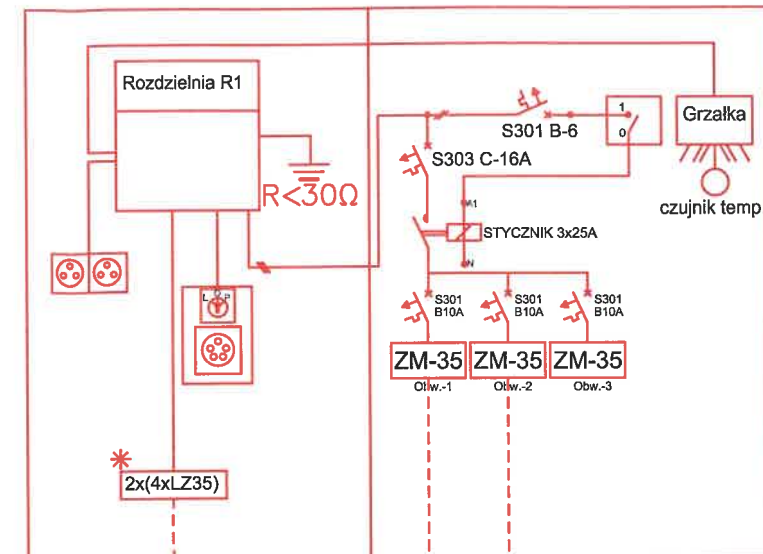 Rozdzielnia R1
R<30Ω
L O P
2x(4xLZ35)
S301 B-6
1
0
S303 C-16A
A1
STYCZNIK 3x25A
N
S301
B10A
S301
B10A
S301
B10A
ZM-35
ZM-35
ZM-35
Obw.-1
Obw.-2
Obw.-3
Grzałka
czujnik temp